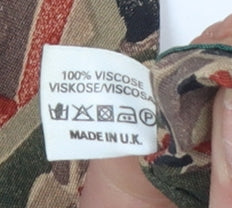 100% VISCOSE
VISKOSE/VISCOSA
P
MADE IN U.K.